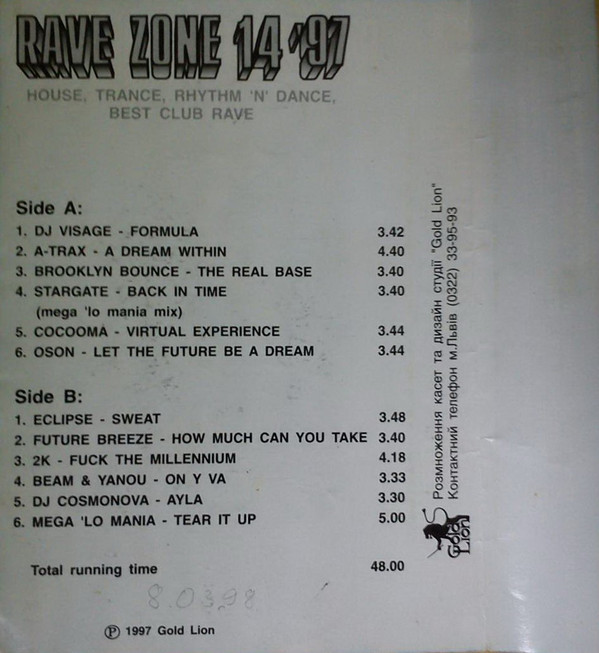 RAVE ZONE 14 '97
HOUSE, TRANCE, RHYTHM 'N' DANCE,
BEST CLUB RAVE
Side A:
1. DJ VISAGE - FORMULA 3.42
2. A-TRAX - A DREAM WITHIN 4.40
3. BROOKLYN BOUNCE - THE REAL BASE 3.40
4. STARGATE - BACK IN TIME 3.40
(mega 'lo mania mix)
5. COCOOMA - VIRTUAL EXPERIENCE 3.44
6. OSON - LET THE FUTURE BE A DREAM 3.44
Side B:
1. ECLIPSE - SWEAT 3.48
2. FUTURE BREEZE - HOW MUCH CAN YOU TAKE 3.40
3. 2K - FUCK THE MILLENNIUM 4.18
4. BEAM & YANOU - ON Y VA 3.33
5. DJ COSMONOVA - AYLA 3.30
6. MEGA 'LO MANIA - TEAR IT UP 5.00
Total running time 48.00
8.03.98
℗ 1997 Gold Lion
Розмноження касет та дизайн студії "Gold Lion"
Контактний телефон м.Львів (0322) 33-95-93
Gold
Lion